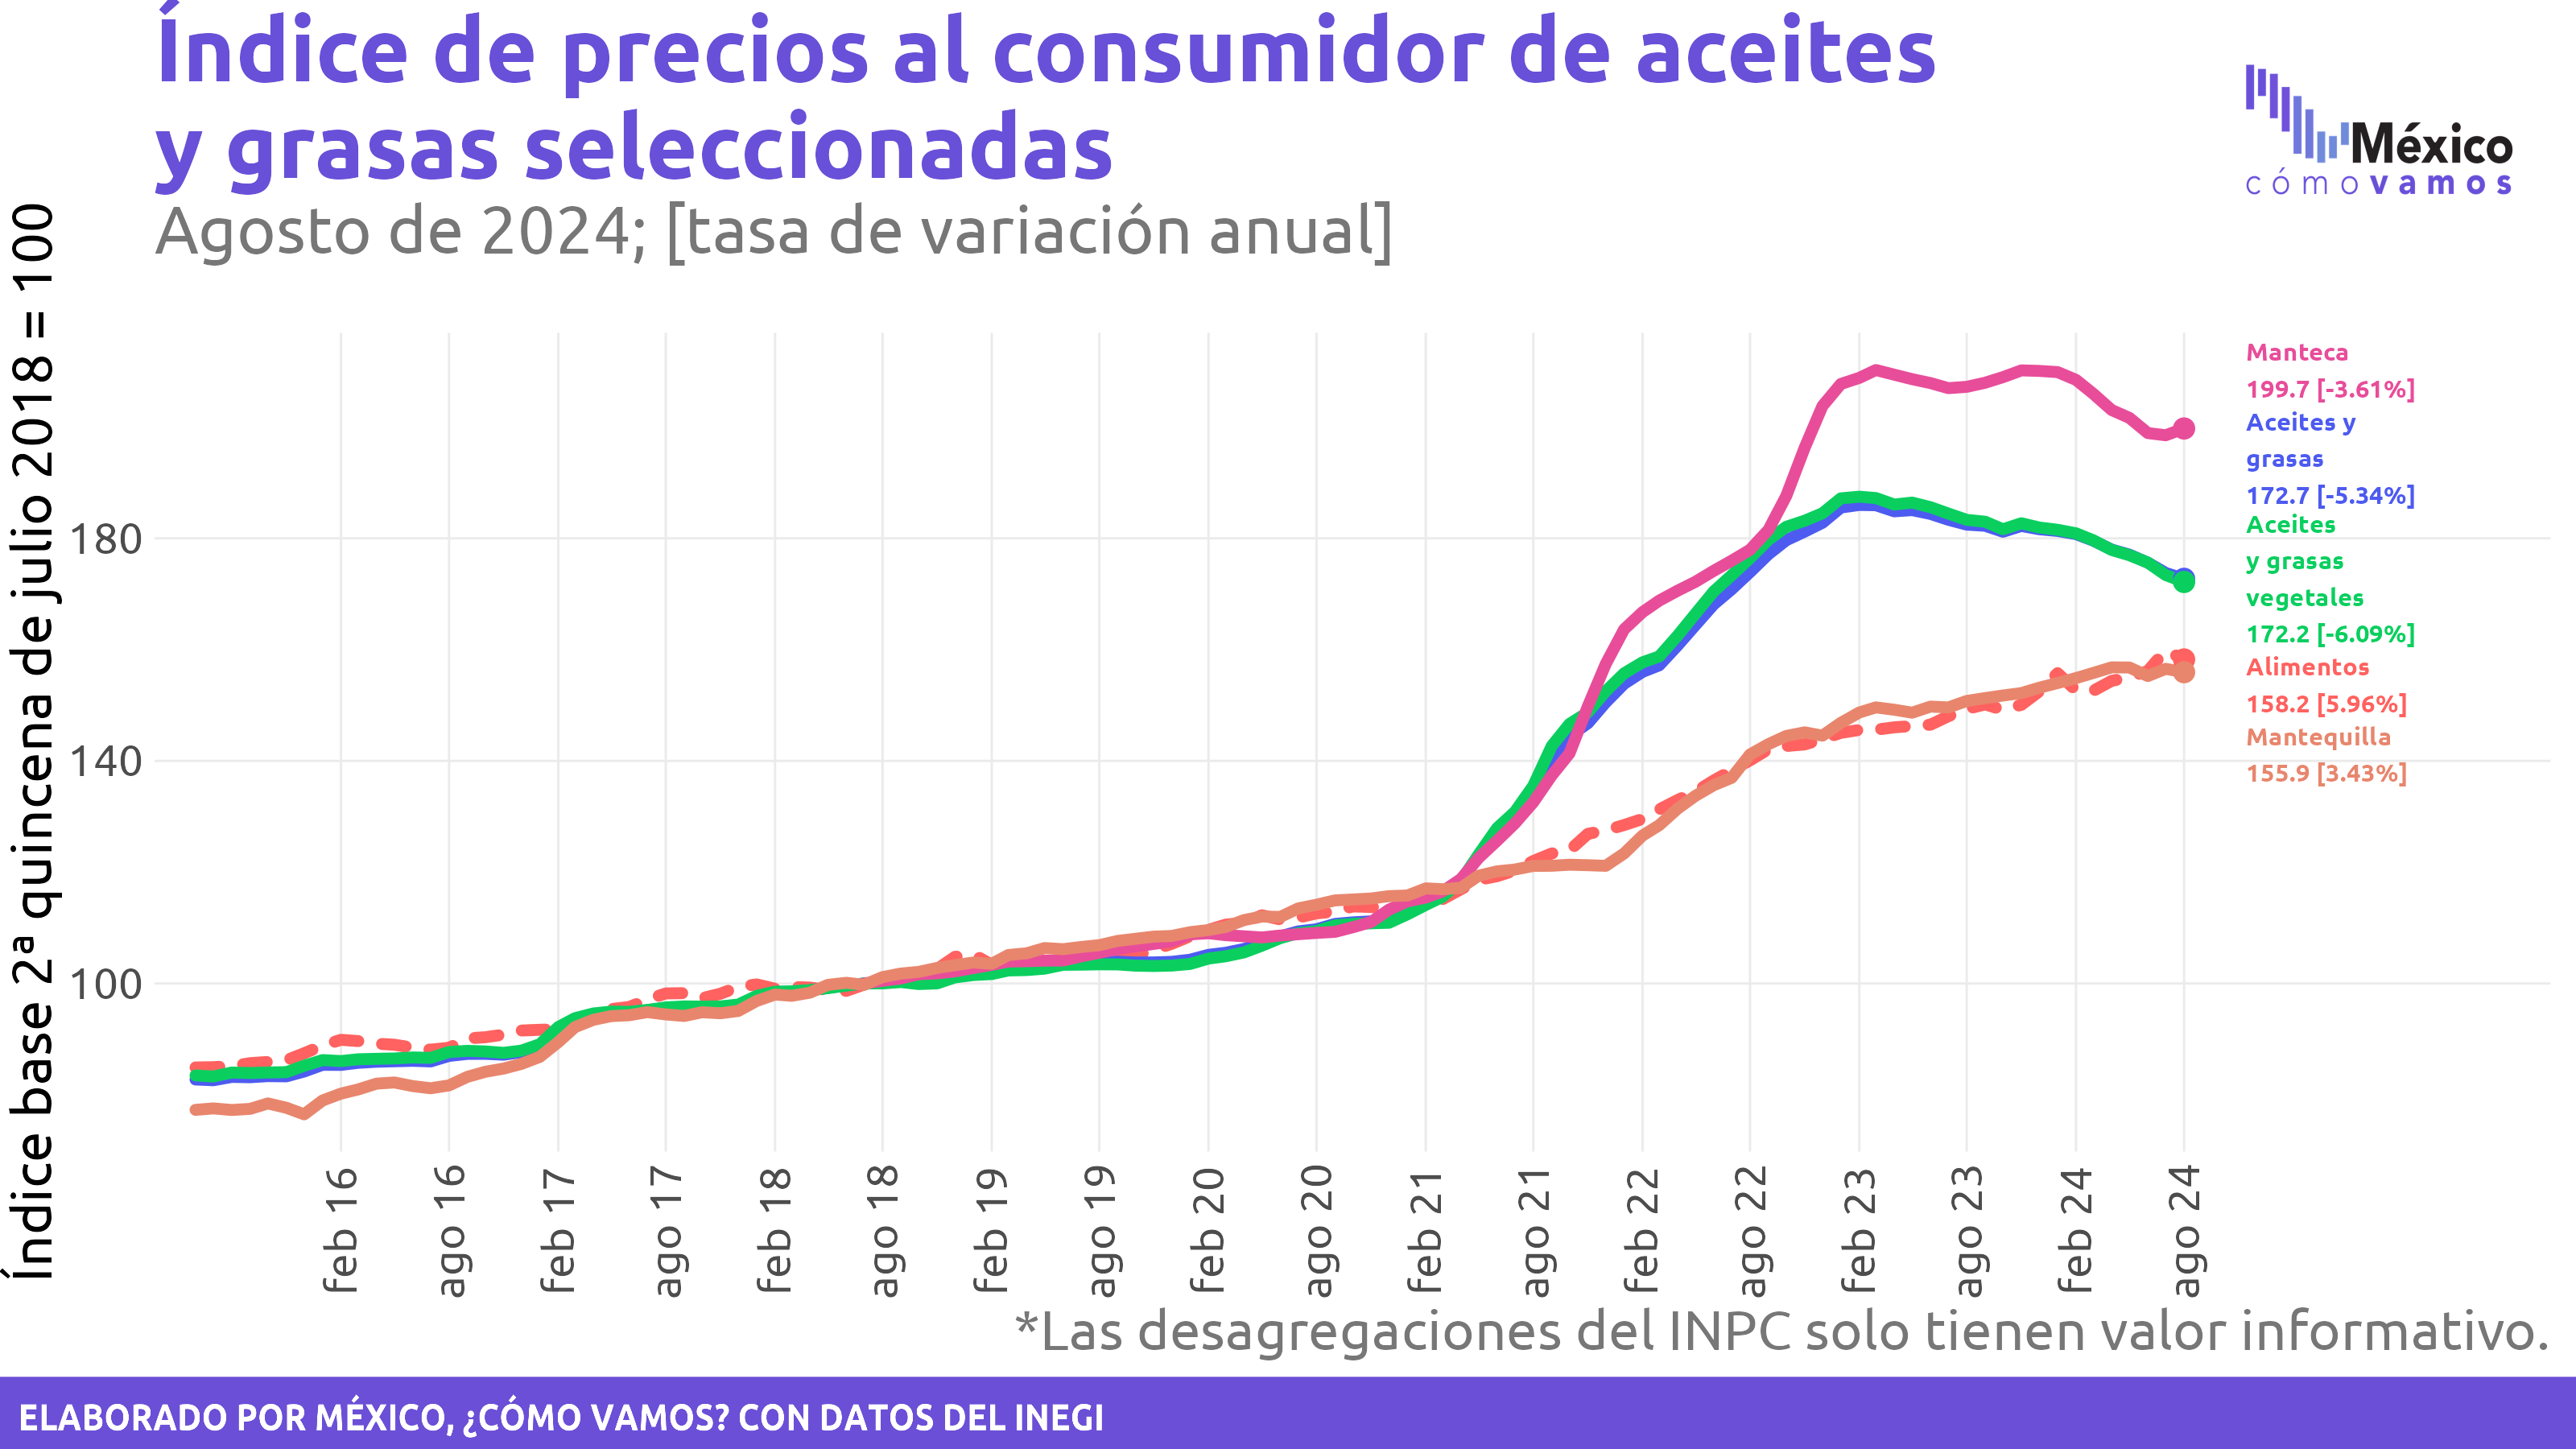 Índice de precios al consumidor de aceites
y grasas seleccionadas
Agosto de 2024; [tasa de variación anual]
México
cómo vamos
Índice base 2ª quincena de julio 2018 = 100
180
140
100
Manteca
199.7 [-3.61%]
Aceites y
grasas
172.7 [-5.34%]
Aceites
y grasas
vegetales
172.2 [-6.09%]
Alimentos
158.2 [5.96%]
Mantequilla
155.9 [3.43%]
feb 16
ago 16
feb 17
ago 17
feb 18
ago 18
feb 19
ago 19
feb 20
ago 20
feb 21
ago 21
feb 22
ago 22
feb 23
ago 23
feb 24
ago 24
*Las desagregaciones del INPC solo tienen valor informativo.
ELABORADO POR MÉXICO, ¿CÓMO VAMOS? CON DATOS DEL INEGI